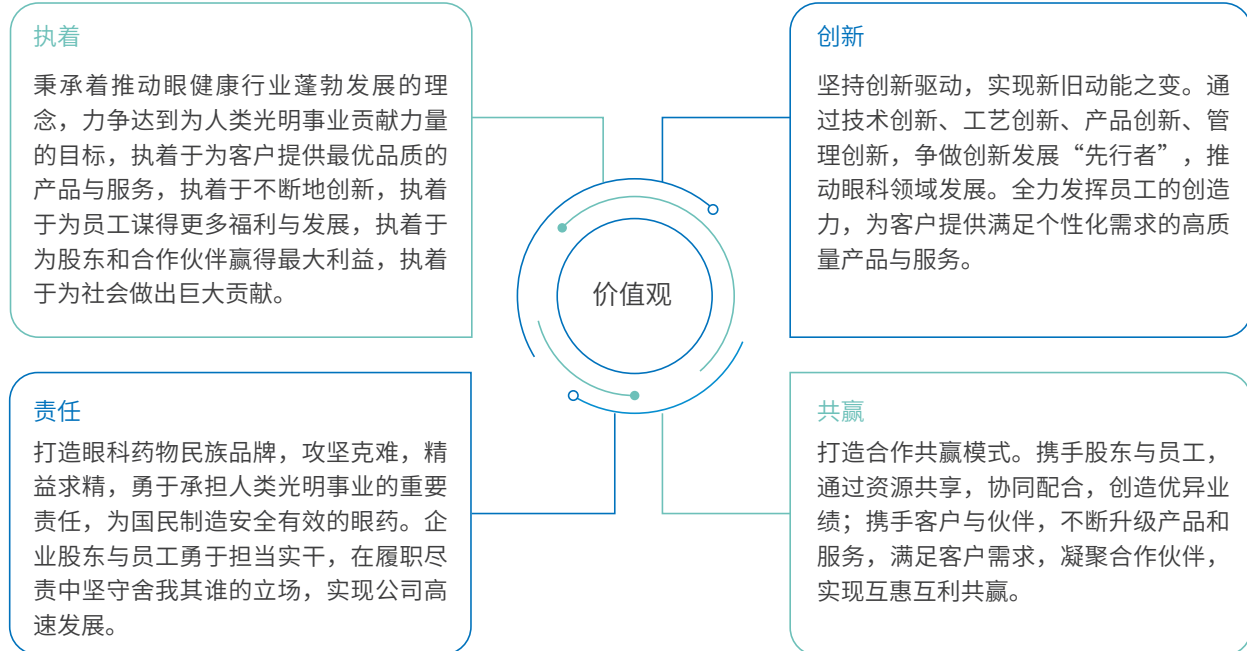 执着
秉承着推动眼健康行业蓬勃发展的理
念，力争达到为人类光明事业贡献力量
的目标，执着于为客户提供最优品质的
产品与服务，执着于不断地创新，执着
于为员工谋得更多福利与发展，执着于
为股东和合作伙伴赢得最大利益，执着
于为社会做出巨大贡献。
创新
坚持创新驱动，实现新旧动能之变。通
过技术创新、工艺创新、产品创新、管
理创新，争做创新发展“先行者”，推
动眼科领域发展。全力发挥员工的创造
力，为客户提供满足个性化需求的高质
量产品与服务。
价值观
责任
打造眼科药物民族品牌，攻坚克难，精
益求精，勇于承担人类光明事业的重要
责任，为国民制造安全有效的眼药。企
业股东与员工勇于担当实干，在履职尽
责中坚守舍我其谁的立场，实现公司高
速发展。
共赢
打造合作共赢模式。携手股东与员工，
通过资源共享，协同配合，创造优异业
绩；携手客户与伙伴，不断升级产品和
服务，满足客户需求，凝聚合作伙伴，
实现互惠互利共赢。